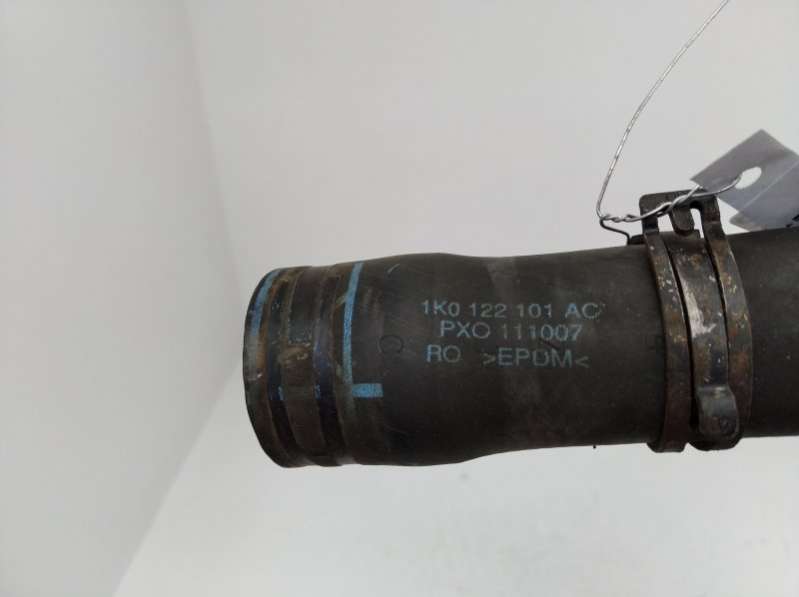 1K0 122 101 AC
PXO 111007
RO >EPDM<